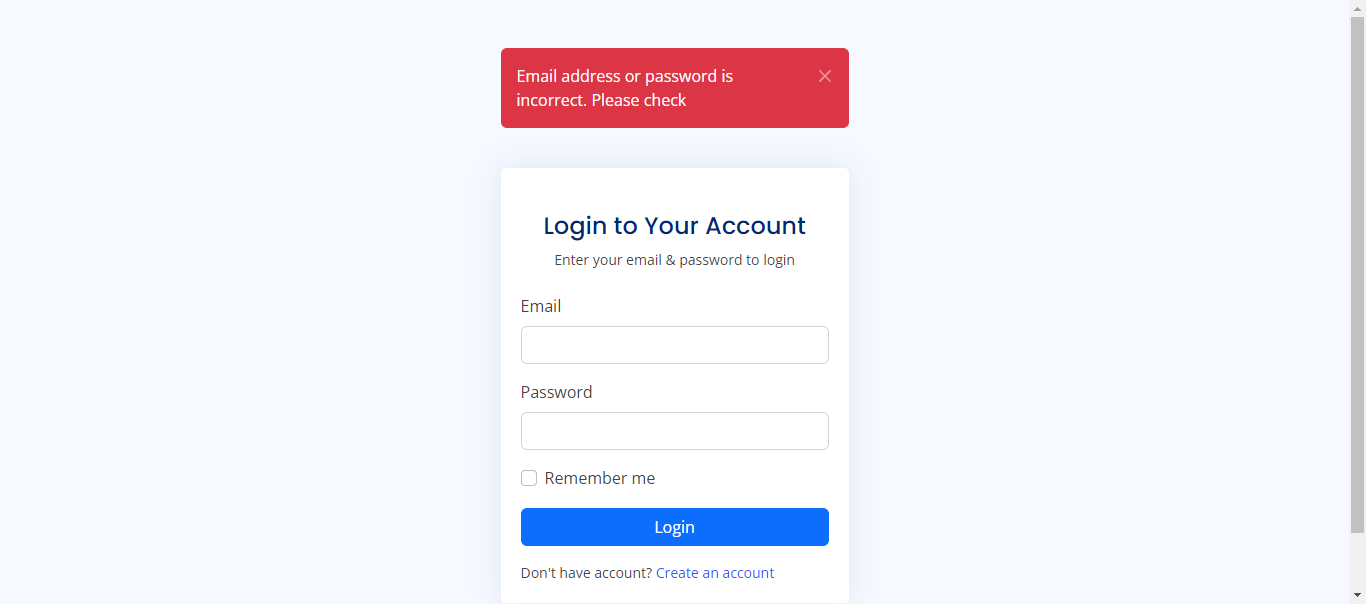 Email address or password is
incorrect. Please check
Login to Your Account
Enter your email & password to login
Email
Password
Remember me
Login
Don't have account? Create an account